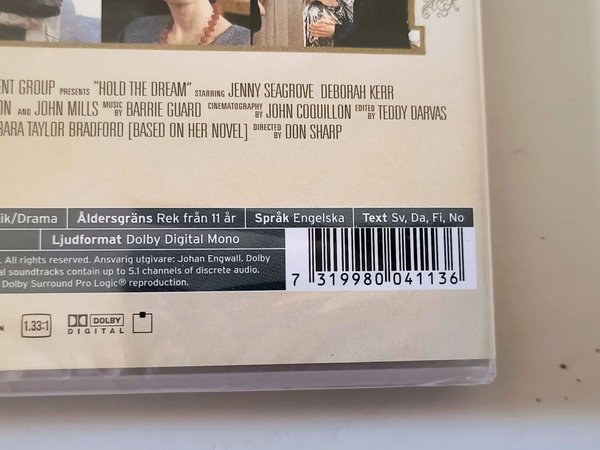 ENT GROUP PRESENTS "HOLD THE DREAM" STARRING JENNY SEAGROVE DEBORAH KERR
ON AND JOHN MILLS MUSIC BY BARRIE GUARD CINEMATOGRAPHY BY JOHN COQUILLON EDITED BY TEDDY DARVAS
BARA TAYLOR BRADFORD [BASED ON HER NOVEL] DIRECTED BY DON SHARP
ik/Drama Åldersgräns Rek från 11 år Språk Engelska Text Sv, Da, Fi, No
Ljudformat Dolby Digital Mono
. All rights reserved. Ansvarig utgivare: Johan Engwall. Dolby
al soundtracks contain up to 5.1 channels of discrete audio.
Dolby Surround Pro Logic® reproduction.
7 319980 041136
N 1.33:1 DOLBY
DIGITAL